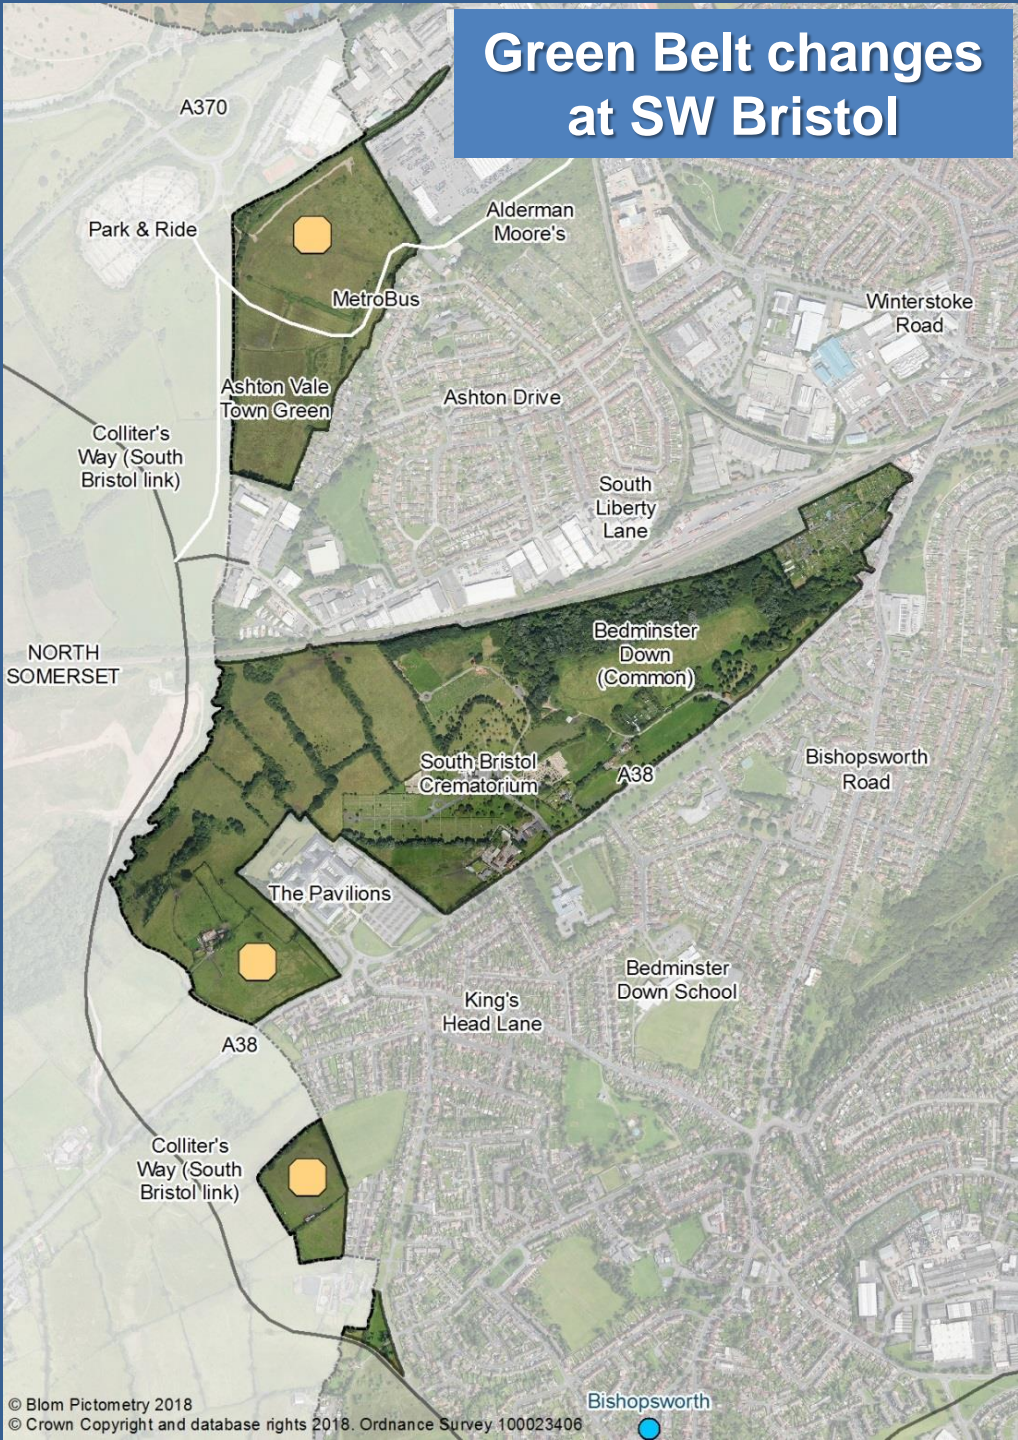 Green Belt changes
at SW Bristol
A370
Park & Ride
Alderman
Moore's
MetroBus
Winterstoke
Road
Ashton Vale
Town Green
Ashton Drive
Colliter's
Way (South
Bristol link)
South
Liberty
Lane
Bedminster
Down
(Common)
NORTH
SOMERSET
South Bristol
Crematorium
A38
Bishopsworth
Road
The Pavilions
Bedminster
Down School
King's
Head Lane
A38
Colliter's
Way (South
Bristol link)
Bishopsworth
© Blom Pictometry 2018
© Crown Copyright and database rights 2018. Ordnance Survey 100023406